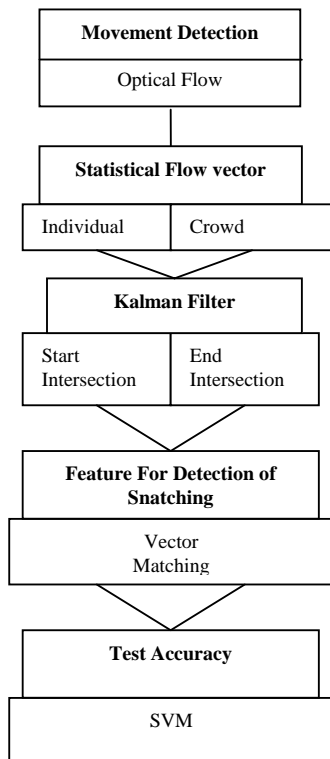 Movement Detection
Optical Flow
Statistical Flow vector
Individual
Crowd
Kalman Filter
Start
Intersection
End
Intersection
Feature For Detection of
Snatching
Vector
Matching
Test Accuracy
SVM